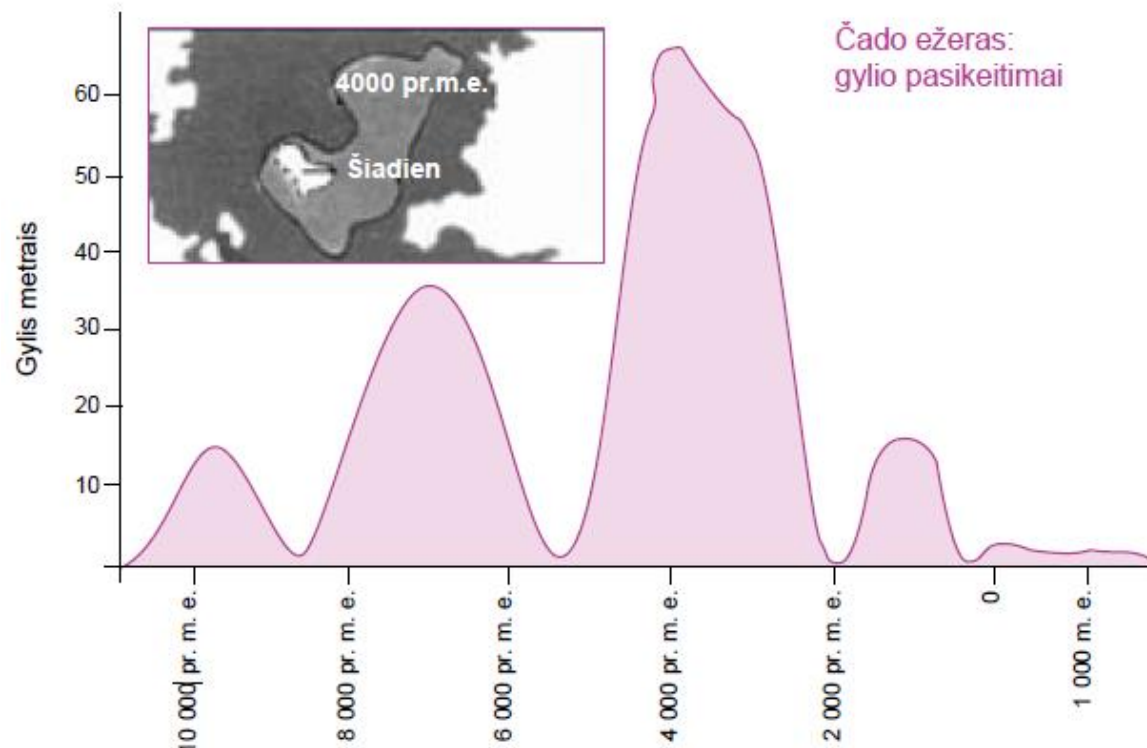 Čado ežeras:
gylio pasikeitimai
4000 pr.m.e.
Šiadien
Gylis metrais
60
50
40
30
20
10
10 000 pr. m. e.
8 000 pr. m. e.
6 000 pr. m. e.
4 000 pr. m. e.
2 000 pr. m. e.
0
1 000 m. e.